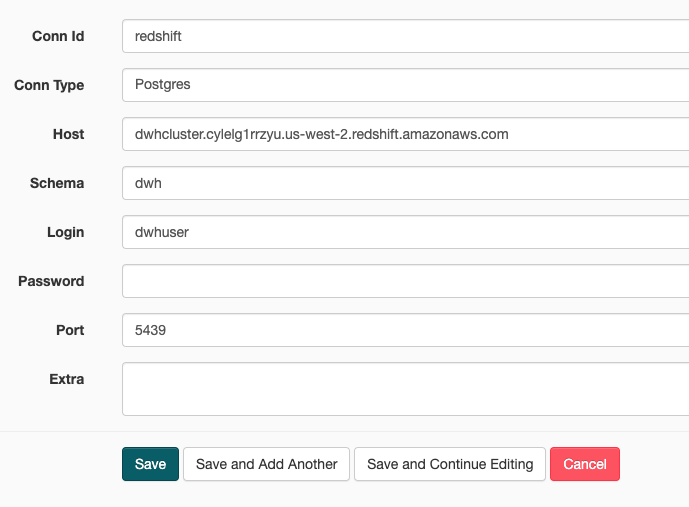 Conn Id redshift
Conn Type Postgres
Host dwhcluster.cylelg1rrzyu.us-west-2.redshift.amazonaws.com
Schema dwh
Login dwhuser
Password
Port 5439
Extra
Save Save and Add Another Save and Continue Editing Cancel